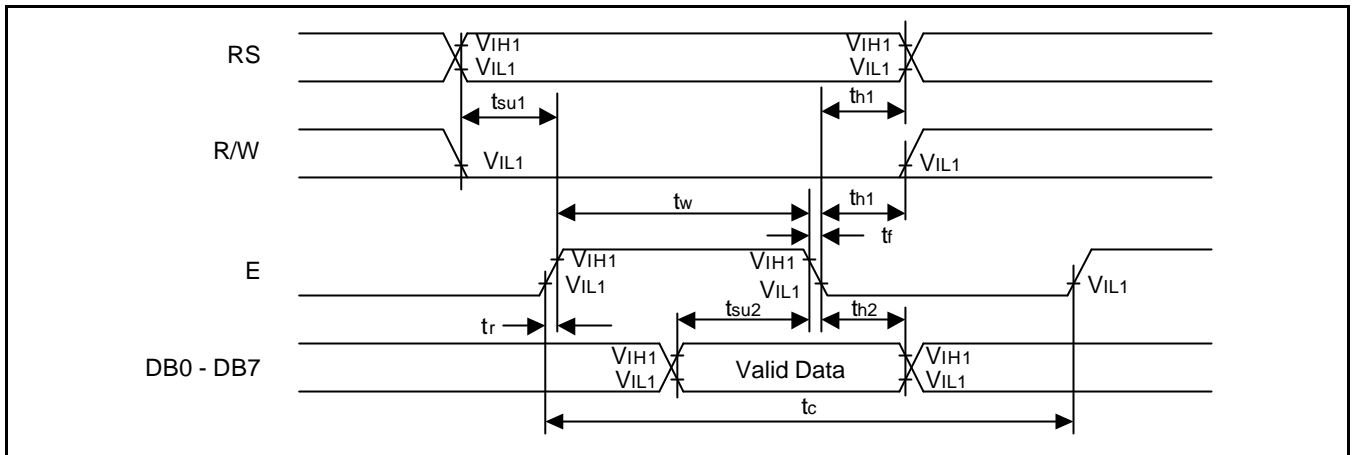 RS
VIH1
VIL1
VIH1
VIL1
tsu1
th1
R/W
VIL1
VIL1
tw
th1
tf
E
VIH1
VIL1
VIH1
VIL1
VIL1
tsu2
th2
tr
DB0 - DB7
VIH1
VIL1
Valid Data
VIH1
VIL1
tc